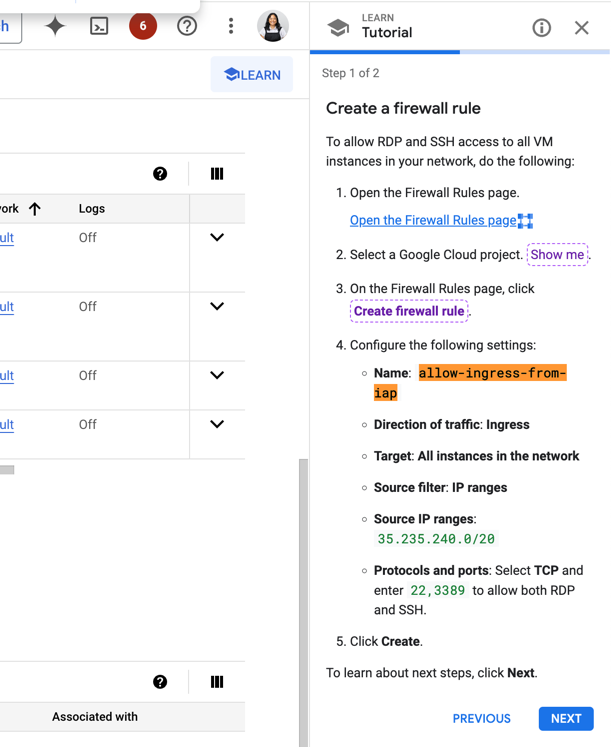 h
6
LEARN
ork Logs
ult Off
ult Off
ult Off
ult Off
Associated with
LEARN
Tutorial
Step 1 of 2
Create a firewall rule
To allow RDP and SSH access to all VM
instances in your network, do the following:
1. Open the Firewall Rules page.
Open the Firewall Rules page
2. Select a Google Cloud project. Show me.
3. On the Firewall Rules page, click
Create firewall rule.
4. Configure the following settings:
Name: allow-ingress-from-
iap
Direction of traffic: Ingress
Target: All instances in the network
Source filter: IP ranges
Source IP ranges:
35.235.240.0/20
Protocols and ports: Select TCP and
enter 22,3389 to allow both RDP
and SSH.
5. Click Create.
To learn about next steps, click Next.
PREVIOUS NEXT